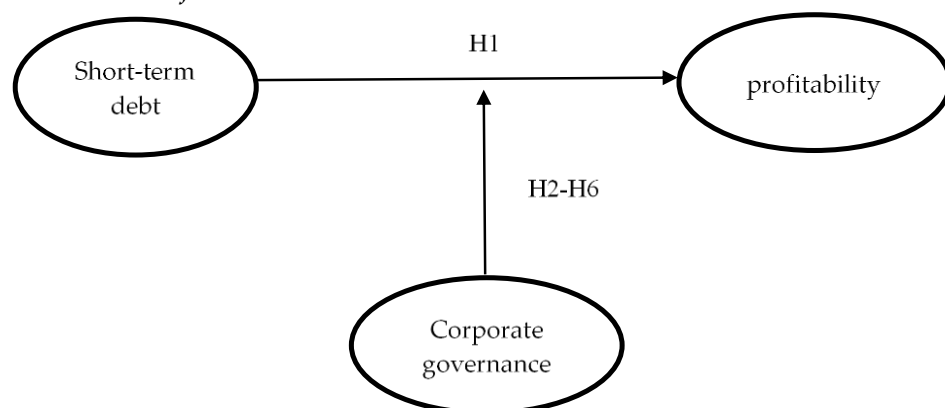 H1
Short-term
debt
profitability
H2-H6
Corporate
governance